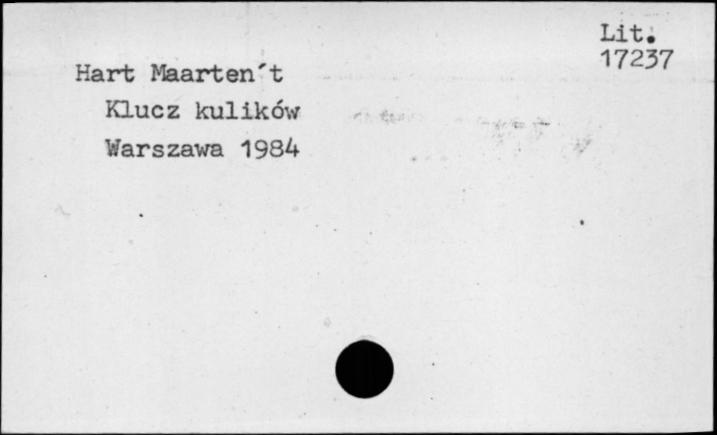 Lit.
17237
Hart Maarten´t
Klucz kulików
Warszawa 1984